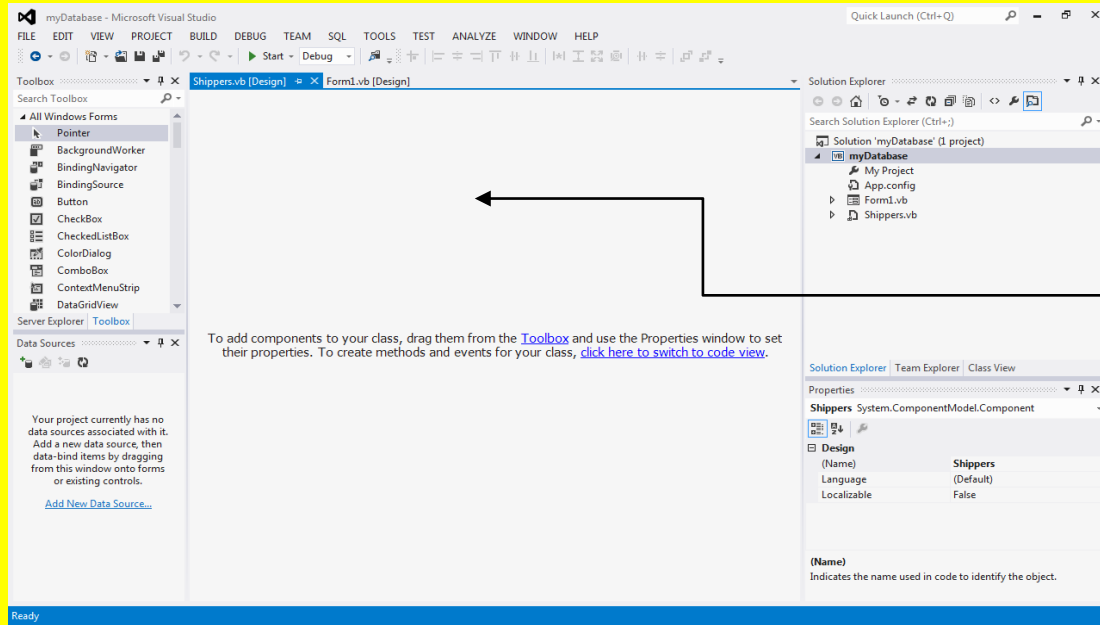 myDatabase - Microsoft Visual Studio
Quick Launch (Ctrl+Q)
FILE EDIT VIEW PROJECT BUILD DEBUG TEAM SQL TOOLS TEST ANALYZE WINDOW HELP
Start Debug
Toolbox
Search Toolbox
All Windows Forms
Pointer
BackgroundWorker
BindingNavigator
BindingSource
Button
CheckBox
CheckedListBox
ColorDialog
ComboBox
ContextMenuStrip
DataGridView
Server Explorer Toolbox
Data Sources
Your project currently has no
data sources associated with it.
Add a new data source, then
data-bind items by dragging
from this window onto forms
or existing controls.
Add New Data Source...
Shippers.vb [Design] Form1.vb [Design]
To add components to your class, drag them from the Toolbox and use the Properties window to set
their properties. To create methods and events for your class, click here to switch to code view.
Solution Explorer
Search Solution Explorer (Ctrl+;)
Solution 'myDatabase' (1 project)
VB myDatabase
My Project
App.config
Form1.vb
Shippers.vb
Solution Explorer Team Explorer Class View
Properties
Shippers System.ComponentModel.Component
Design
(Name) Shippers
Language (Default)
Localizable False
(Name)
Indicates the name used in code to identify the object.
Ready